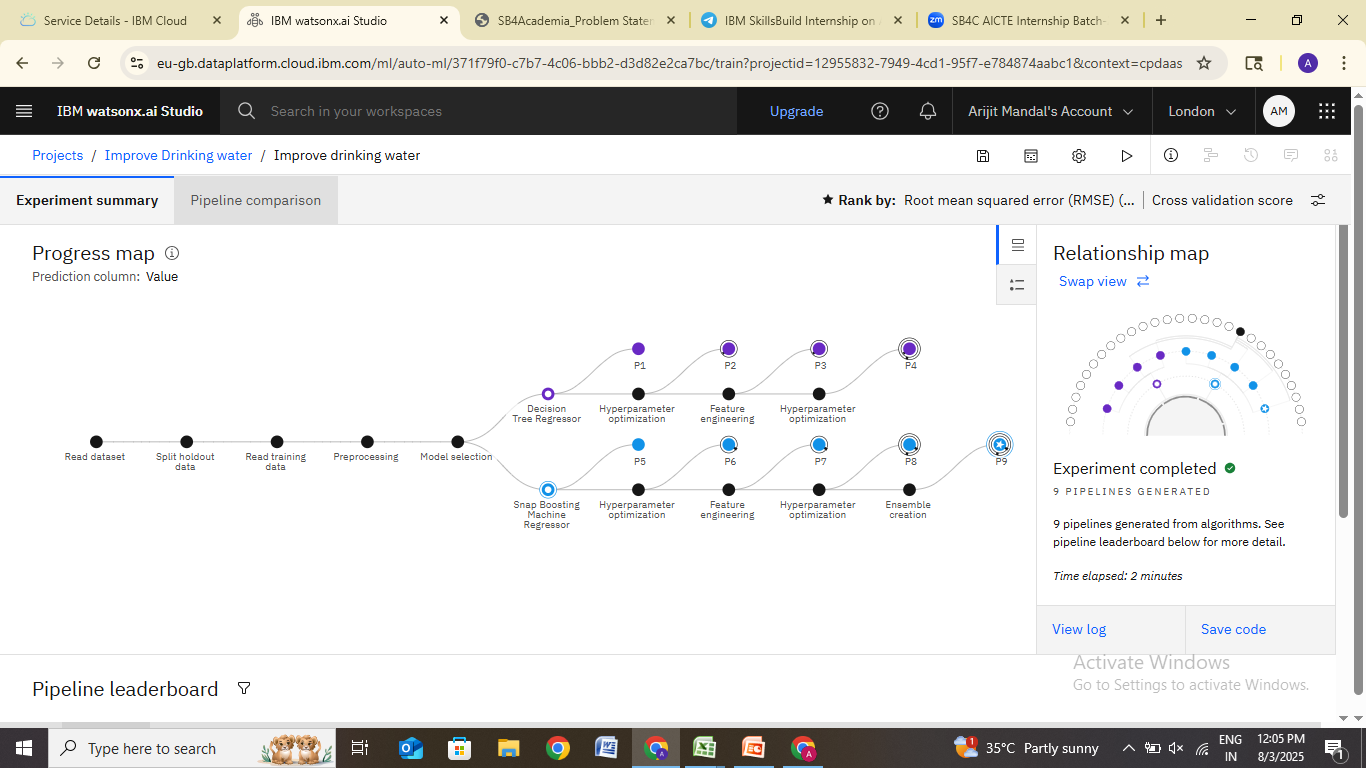 Service Details - IBM Cloud
IBM watsonx.ai Studio
SB4Academia_Problem Statem
IBM SkillsBuild Internship on
SB4C AICTE Internship Batch-
eu-gb.dataplatform.cloud.ibm.com/ml/auto-ml/371f79f0-c7b7-4c06-bbb2-d3d82e2ca7bc/train?projectid=12955832-7949-4cd1-95f7-e784874aabc1&context=cpdaas
A
IBM watsonx.ai Studio
Search in your workspaces
Upgrade
Arijit Mandal's Account
London
AM
Projects / Improve Drinking water / Improve drinking water
Experiment summary
Pipeline comparison
Rank by: Root mean squared error (RMSE) (...
Cross validation score
Progress map
Prediction column: Value
P1
P2
P3
P4
Decision
Tree Regressor
Hyperparameter
optimization
Feature
engineering
Hyperparameter
optimization
Read dataset
Split holdout
data
Read training
data
Preprocessing
Model selection
P5
P6
P7
P8
P9
Snap Boosting
Machine
Regressor
Hyperparameter
optimization
Feature
engineering
Hyperparameter
optimization
Ensemble
creation
Relationship map
Swap view
Experiment completed
9 PIPELINES GENERATED
9 pipelines generated from algorithms. See
pipeline leaderboard below for more detail.
Time elapsed: 2 minutes
View log
Save code
Activate Windows
Go to Settings to activate Windows.
Pipeline leaderboard
Type here to search
1
35°C Partly sunny
ENG
IN
12:05 PM
8/3/2025
1